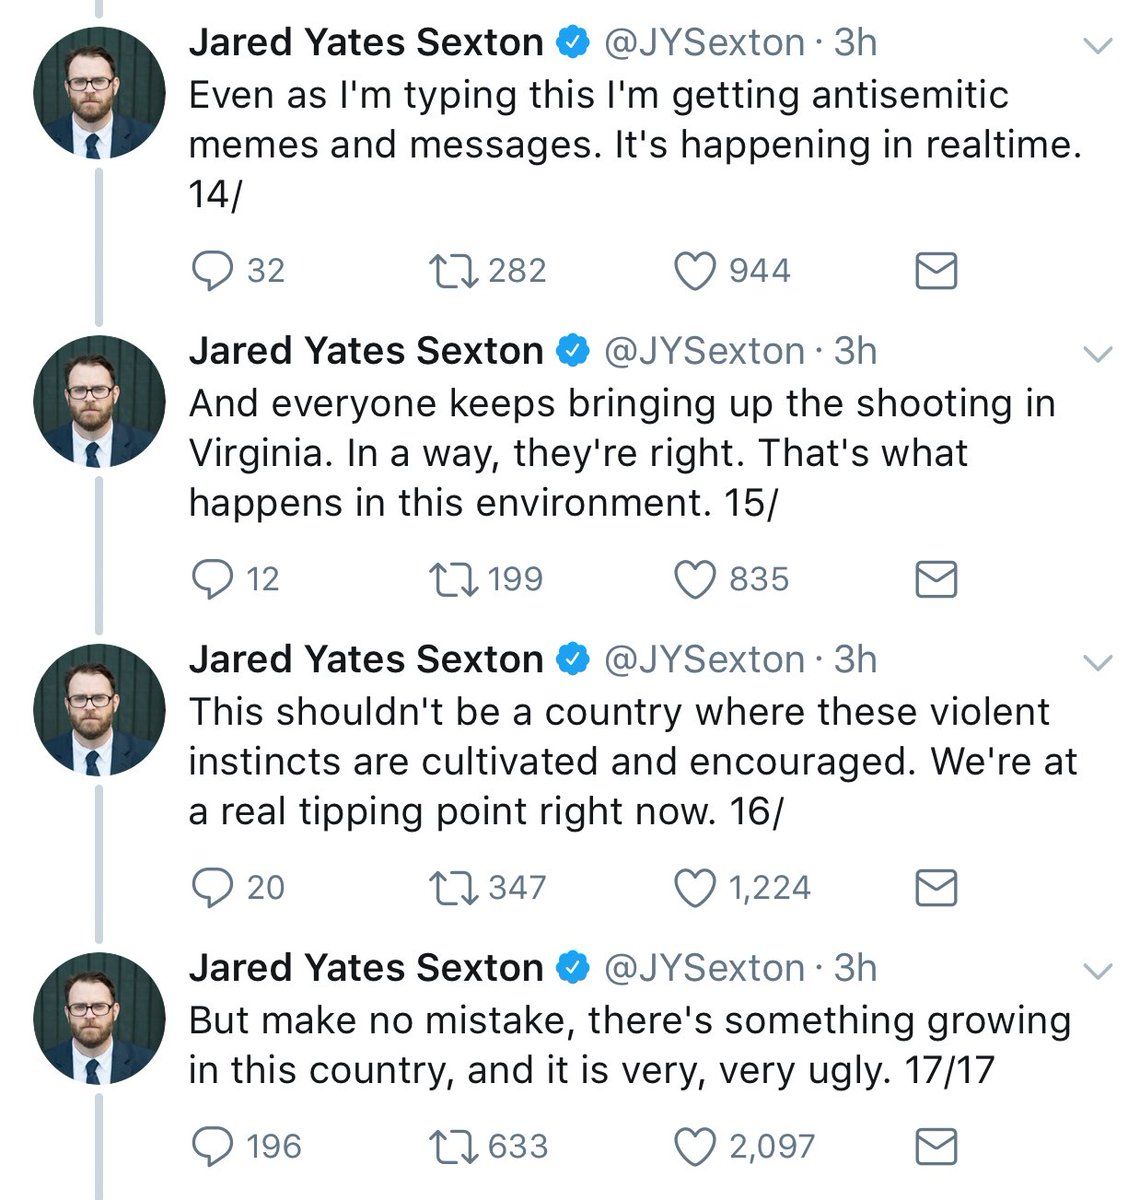 Jared Yates Sexton @JYSexton · 3h
Even as I'm typing this I'm getting antisemitic
memes and messages. It's happening in realtime.
14/
32 282 944
Jared Yates Sexton @JYSexton · 3h
And everyone keeps bringing up the shooting in
Virginia. In a way, they're right. That's what
happens in this environment. 15/
12 199 835
Jared Yates Sexton @JYSexton · 3h
This shouldn't be a country where these violent
instincts are cultivated and encouraged. We're at
a real tipping point right now. 16/
20 347 1,224
Jared Yates Sexton @JYSexton · 3h
But make no mistake, there's something growing
in this country, and it is very, very ugly. 17/17
196 633 2,097